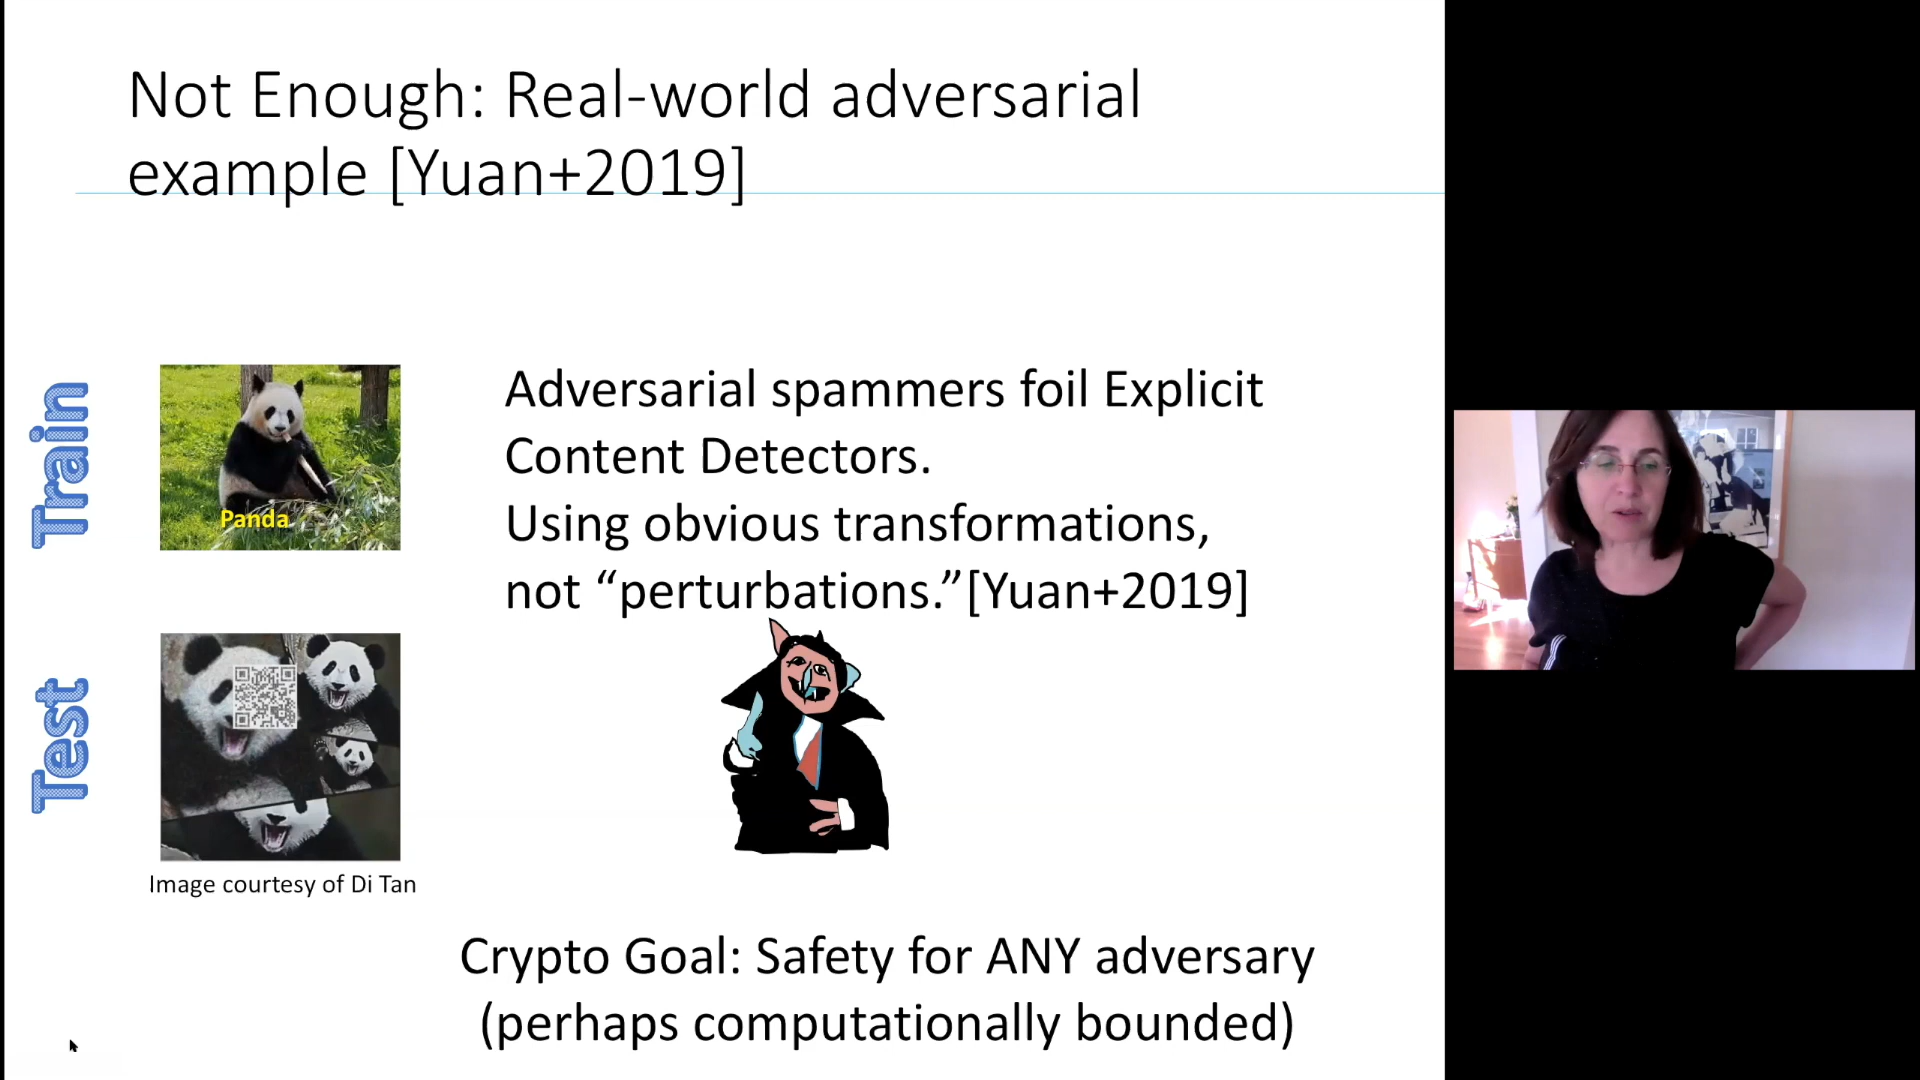 Not Enough: Real-world adversarial
example [Yuan+2019]
Train
Panda
Adversarial spammers foil Explicit
Content Detectors.
Using obvious transformations,
not “perturbations.”[Yuan+2019]
Test
Image courtesy of Di Tan
Crypto Goal: Safety for ANY adversary
(perhaps computationally bounded)